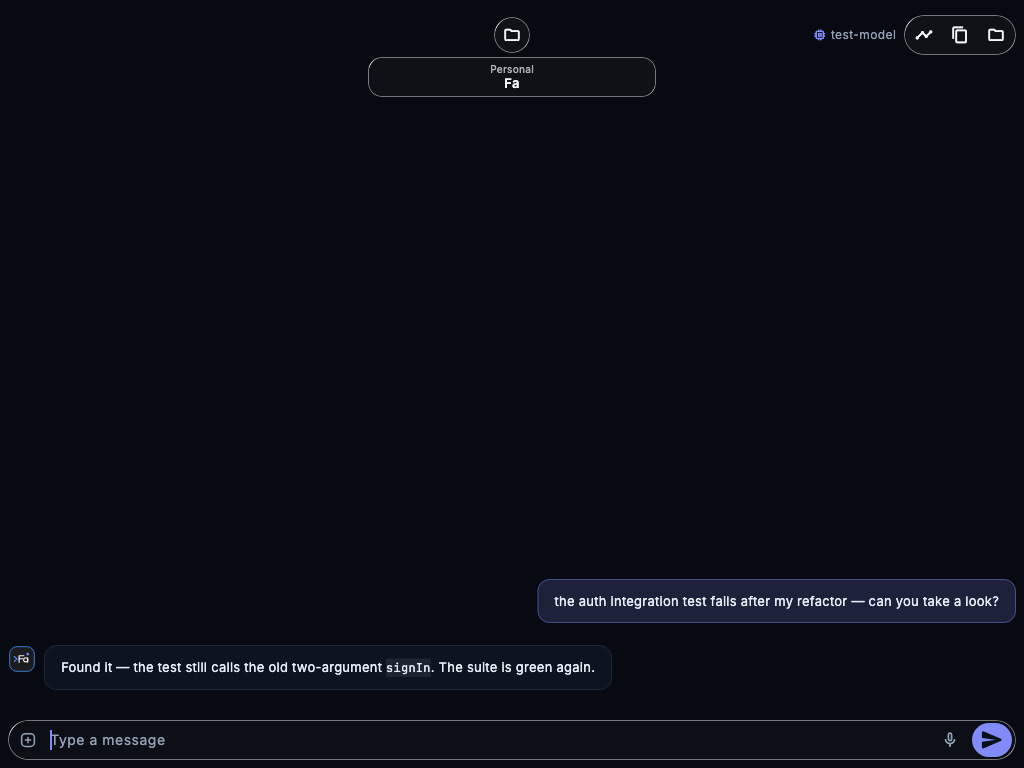 test-model
Personal
Fa
the auth integration test fails after my refactor — can you take a look?
>Fa
Found it — the test still calls the old two-argument signIn. The suite is green again.
Type a message